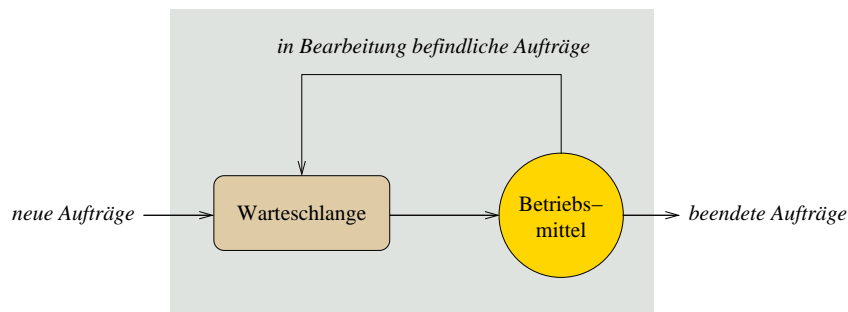 in Bearbeitung befindliche Aufträge
neue Aufträge
Warteschlange
Betriebs–
mittel
beendete Aufträge